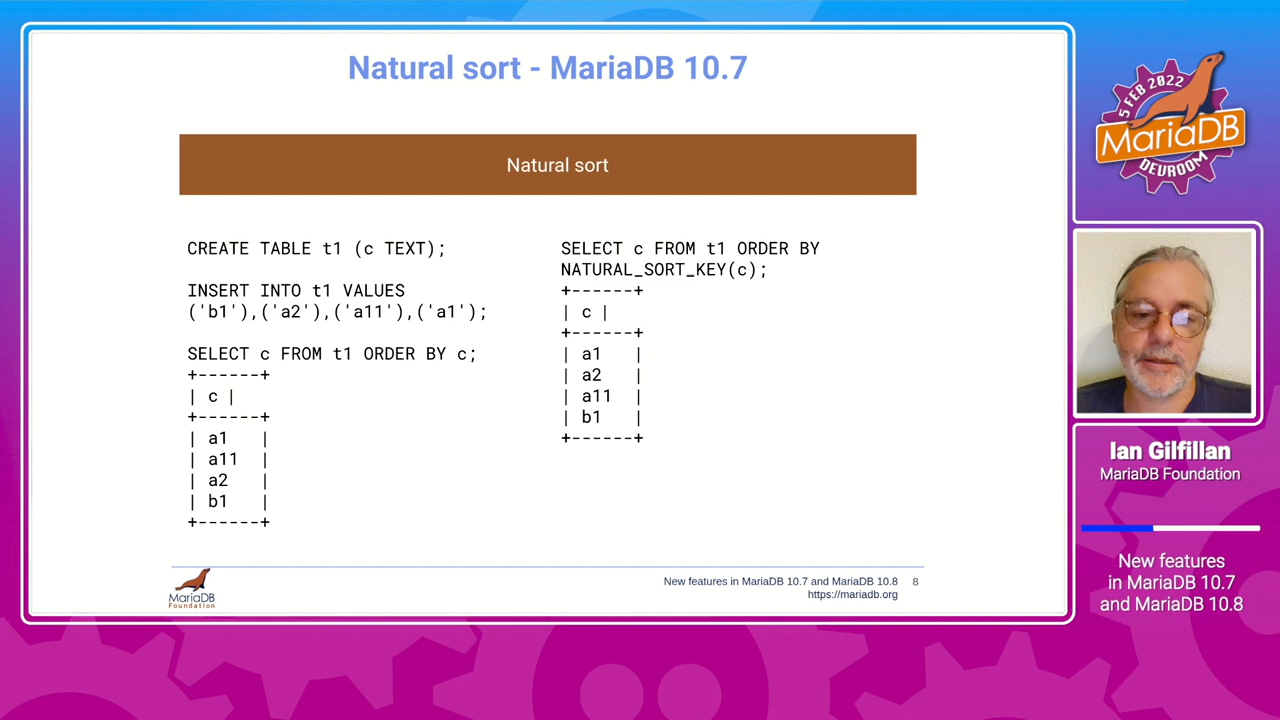 Natural sort - MariaDB 10.7
Natural sort
CREATE TABLE t1 (c TEXT);
INSERT INTO t1 VALUES
('b1'),('a2'),('a11'),('a1');
SELECT c FROM t1 ORDER BY c;
+------+
| c |
+------+
| a1 |
| a11 |
| a2 |
| b1 |
+------+
SELECT c FROM t1 ORDER BY
NATURAL_SORT_KEY(c);
+------+
| c |
+------+
| a1 |
| a2 |
| a11 |
| b1 |
+------+
MariaDB
Foundation
New features in MariaDB 10.7 and MariaDB 10.8 8
https://mariadb.org
5 FEB 2022
MariaDB
DEVROOM
Ian Gilfillan
MariaDB Foundation
New features
in MariaDB 10.7
and MariaDB 10.8